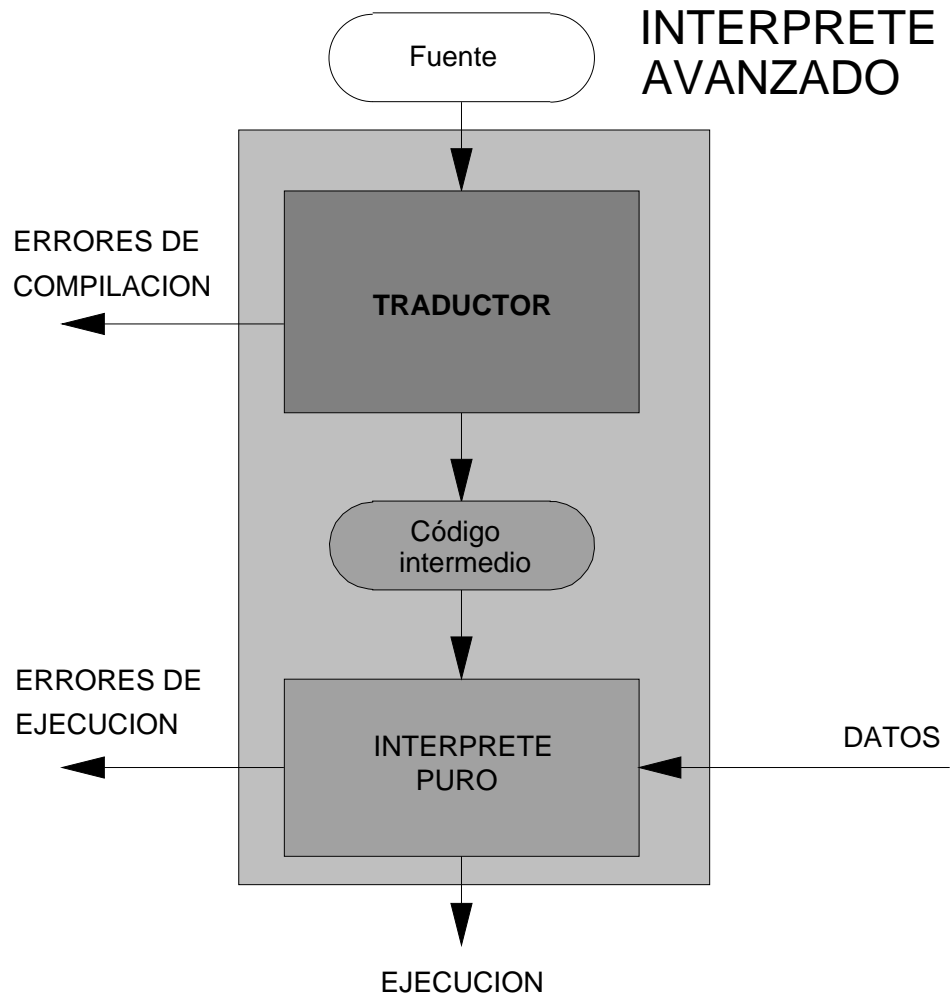 INTERPRETE
AVANZADO
Fuente
ERRORES DE
COMPILACION
TRADUCTOR
Código
intermedio
ERRORES DE
EJECUCION
INTERPRETE
PURO
DATOS
EJECUCION